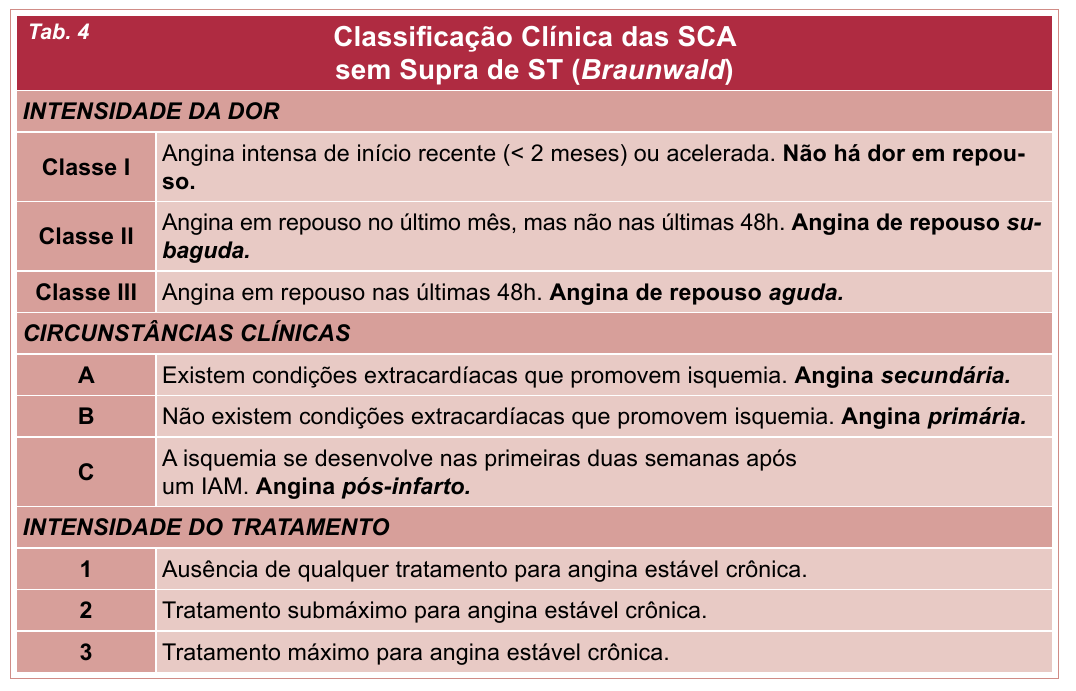 Tab. 4
Classificação Clínica das SCA
sem Supra de ST (Braunwald)
INTENSIDADE DA DOR
Classe I
Angina intensa de início recente (< 2 meses) ou acelerada. Não há dor em repou-
so.
Classe II
Angina em repouso no último mês, mas não nas últimas 48h. Angina de repouso su-
baguda.
Classe III
Angina em repouso nas últimas 48h. Angina de repouso aguda.
CIRCUNSTÂNCIAS CLÍNICAS
A
Existem condições extracardíacas que promovem isquemia. Angina secundária.
B
Não existem condições extracardíacas que promovem isquemia. Angina primária.
C
A isquemia se desenvolve nas primeiras duas semanas após
um IAM. Angina pós-infarto.
INTENSIDADE DO TRATAMENTO
1
Ausência de qualquer tratamento para angina estável crônica.
2
Tratamento submáximo para angina estável crônica.
3
Tratamento máximo para angina estável crônica.